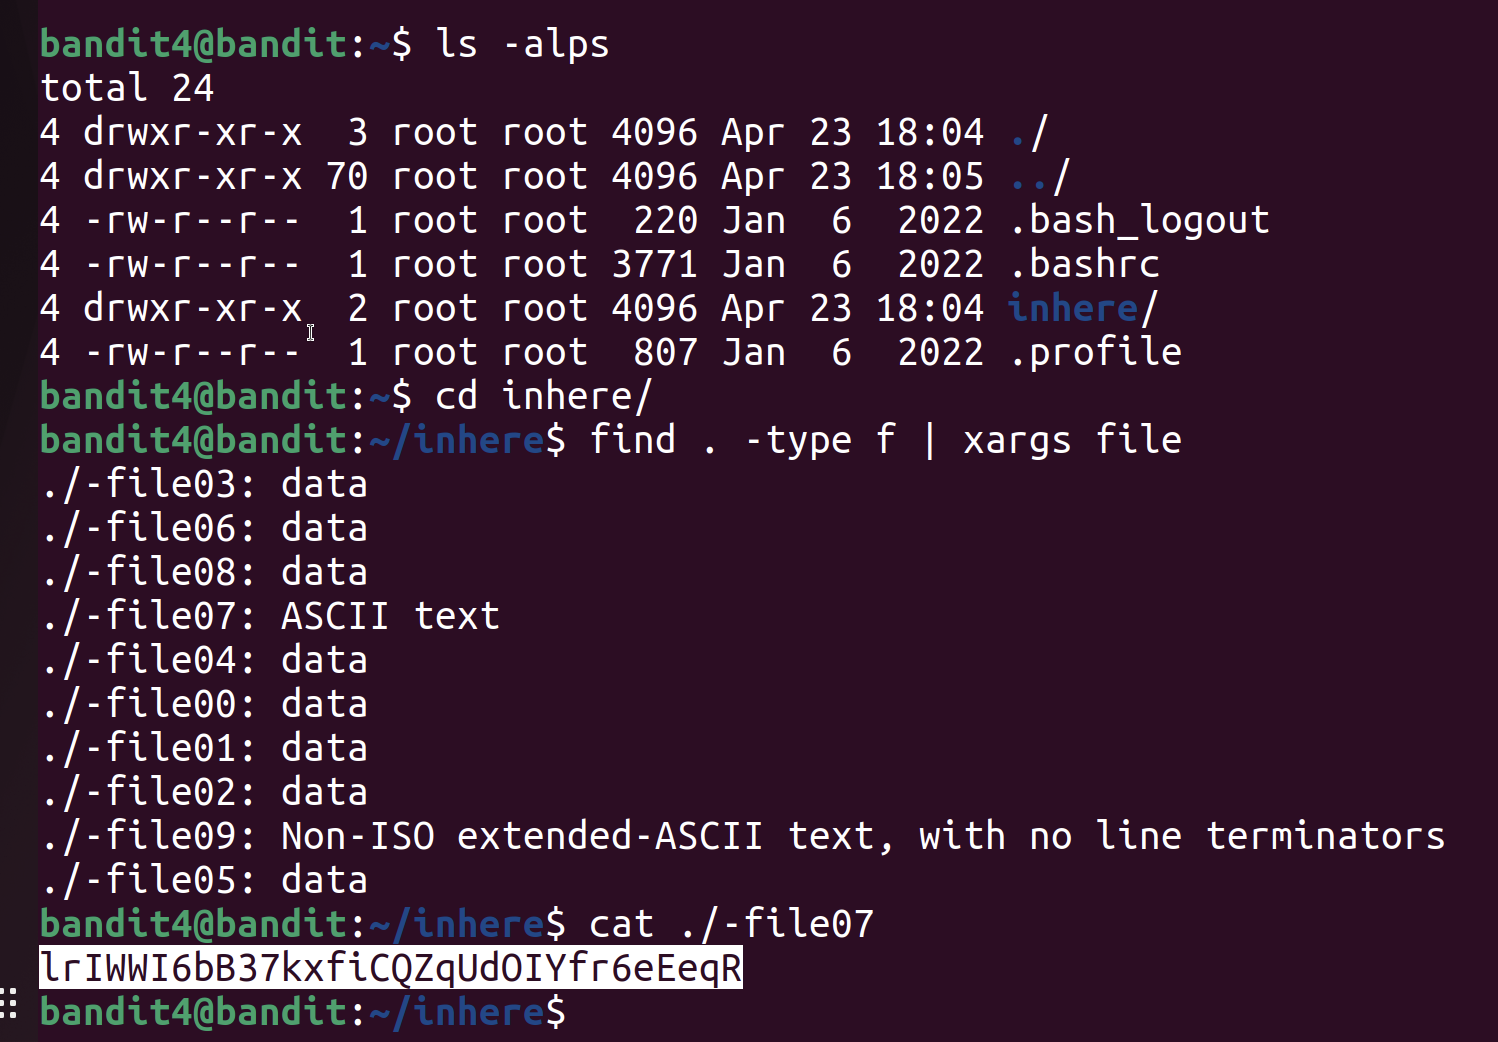 bandit4@bandit:~$ ls -alps
total 24
4 drwxr-xr-x  3 root root 4096 Apr 23 18:04 ./
4 drwxr-xr-x 70 root root 4096 Apr 23 18:05 ../
4 -rw-r--r--  1 root root  220 Jan  6  2022 .bash_logout
4 -rw-r--r--  1 root root 3771 Jan  6  2022 .bashrc
4 drwxr-xr-x  2 root root 4096 Apr 23 18:04 inhere/
4 -rw-r--r--  1 root root  807 Jan  6  2022 .profile
bandit4@bandit:~$ cd inhere/
bandit4@bandit:~/inhere$ find . -type f | xargs file
./-file03: data
./-file06: data
./-file08: data
./-file07: ASCII text
./-file04: data
./-file00: data
./-file01: data
./-file02: data
./-file09: Non-ISO extended-ASCII text, with no line terminators
./-file05: data
bandit4@bandit:~/inhere$ cat ./-file07
lrIWWI6bB37kxfiCQZqUdOIYfr6eEeqR
bandit4@bandit:~/inhere$